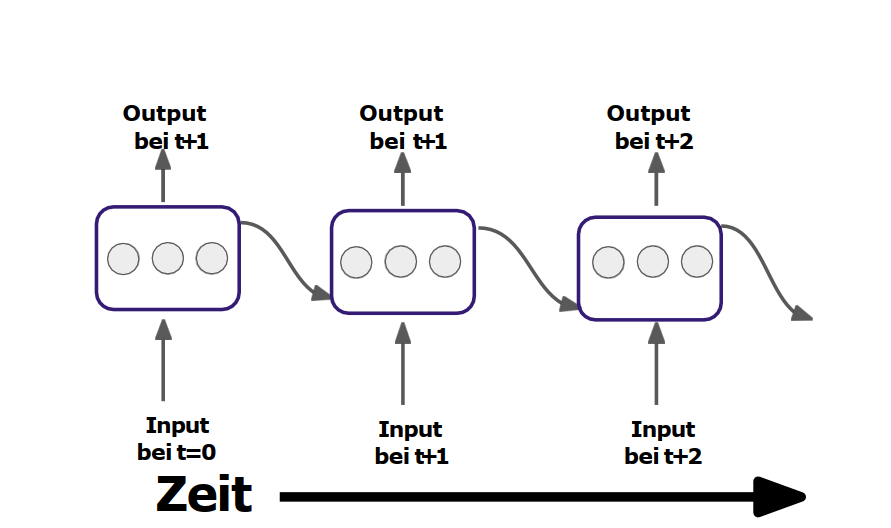 Output
bei t+1
Output
bei t+1
Output
bei t+2
Input
bei t=0
Input
bei t+1
Input
bei t+2
Zeit